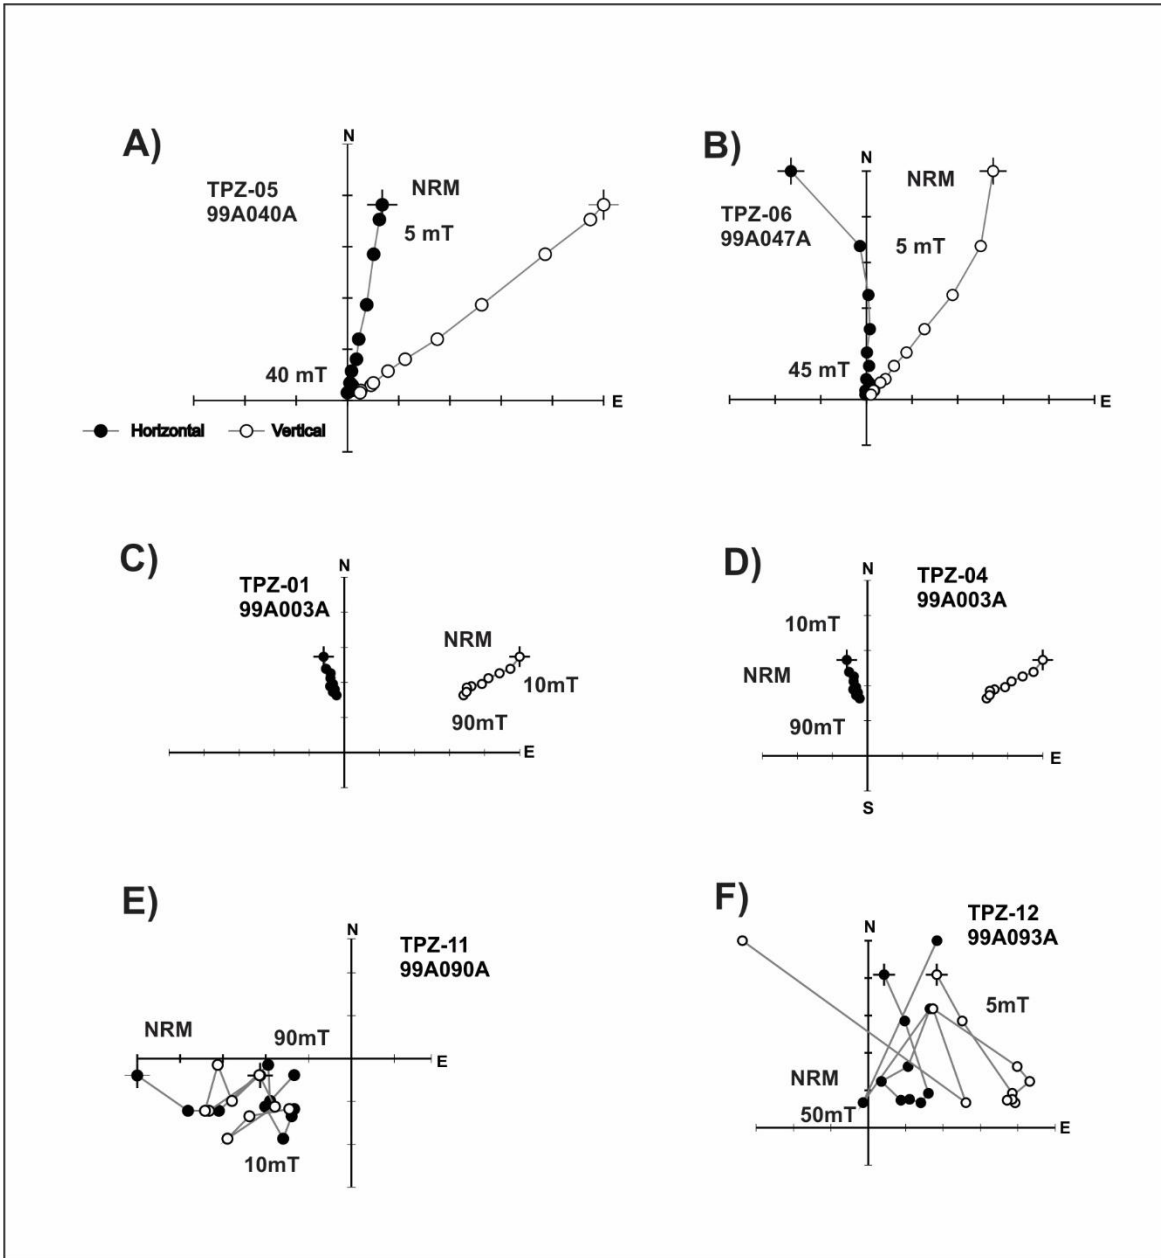 A)
N
TPZ-05
99A040A
NRM
5 mT
40 mT
E
Horizontal
Vertical
B)
N
NRM
TPZ-06
99A047A
5 mT
45 mT
E
C)
N
TPZ-01
99A003A
NRM
10mT
90mT
E
D)
N
TPZ-04
99A003A
10mT
NRM
90mT
E
S
E)
N
TPZ-11
99A090A
NRM
90mT
E
10mT
F)
N
TPZ-12
99A093A
5mT
NRM
50mT
E